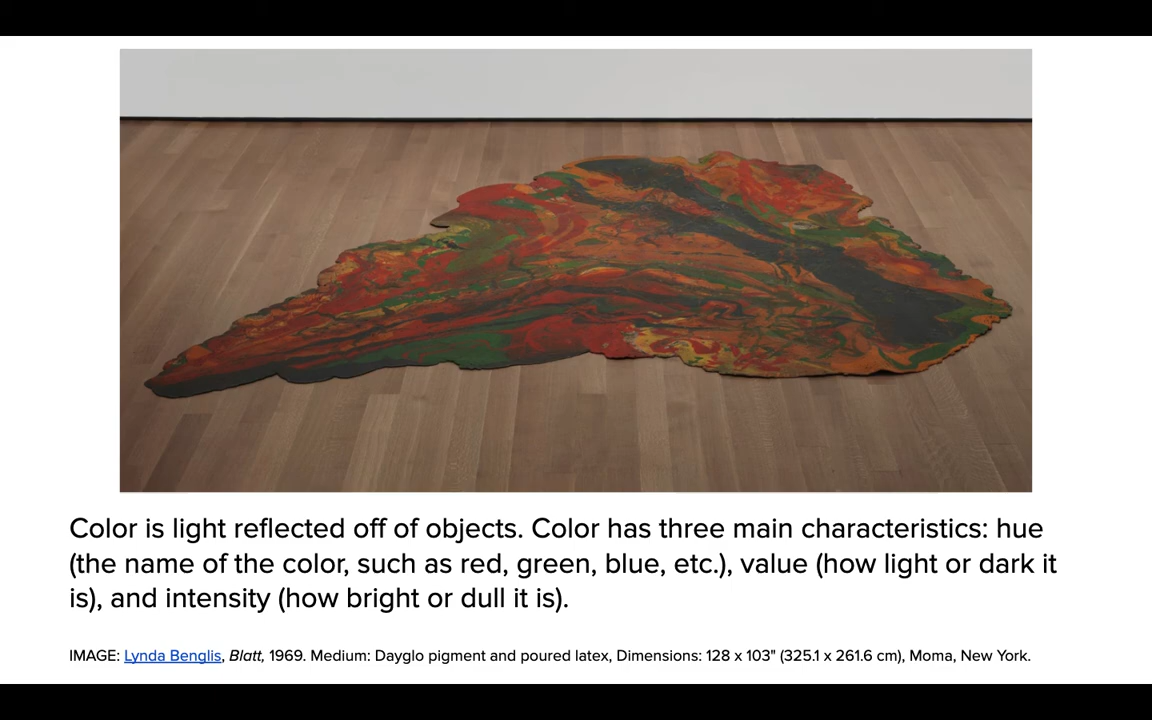 Color is light reflected off of objects. Color has three main characteristics: hue
(the name of the color, such as red, green, blue, etc.), value (how light or dark it
is), and intensity (how bright or dull it is).
IMAGE: Lynda Benglis, Blatt, 1969. Medium: Dayglo pigment and poured latex, Dimensions: 128 x 103" (325.1 x 261.6 cm), Moma, New York.